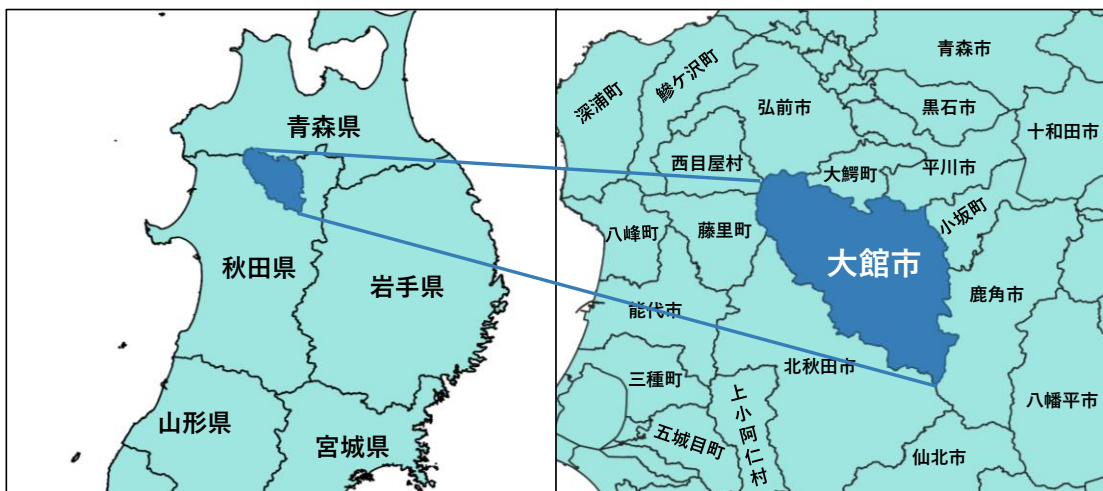 青森県
秋田県
岩手県
山形県
宮城県
青森市
鰺ケ沢町
深浦町
弘前市
黒石市
十和田市
西目屋村
大鰐町
平川市
小坂町
八峰町
藤里町
大館市
鹿角市
能代市
北秋田市
三種町
上小阿仁村
八幡平市
五城目町
仙北市